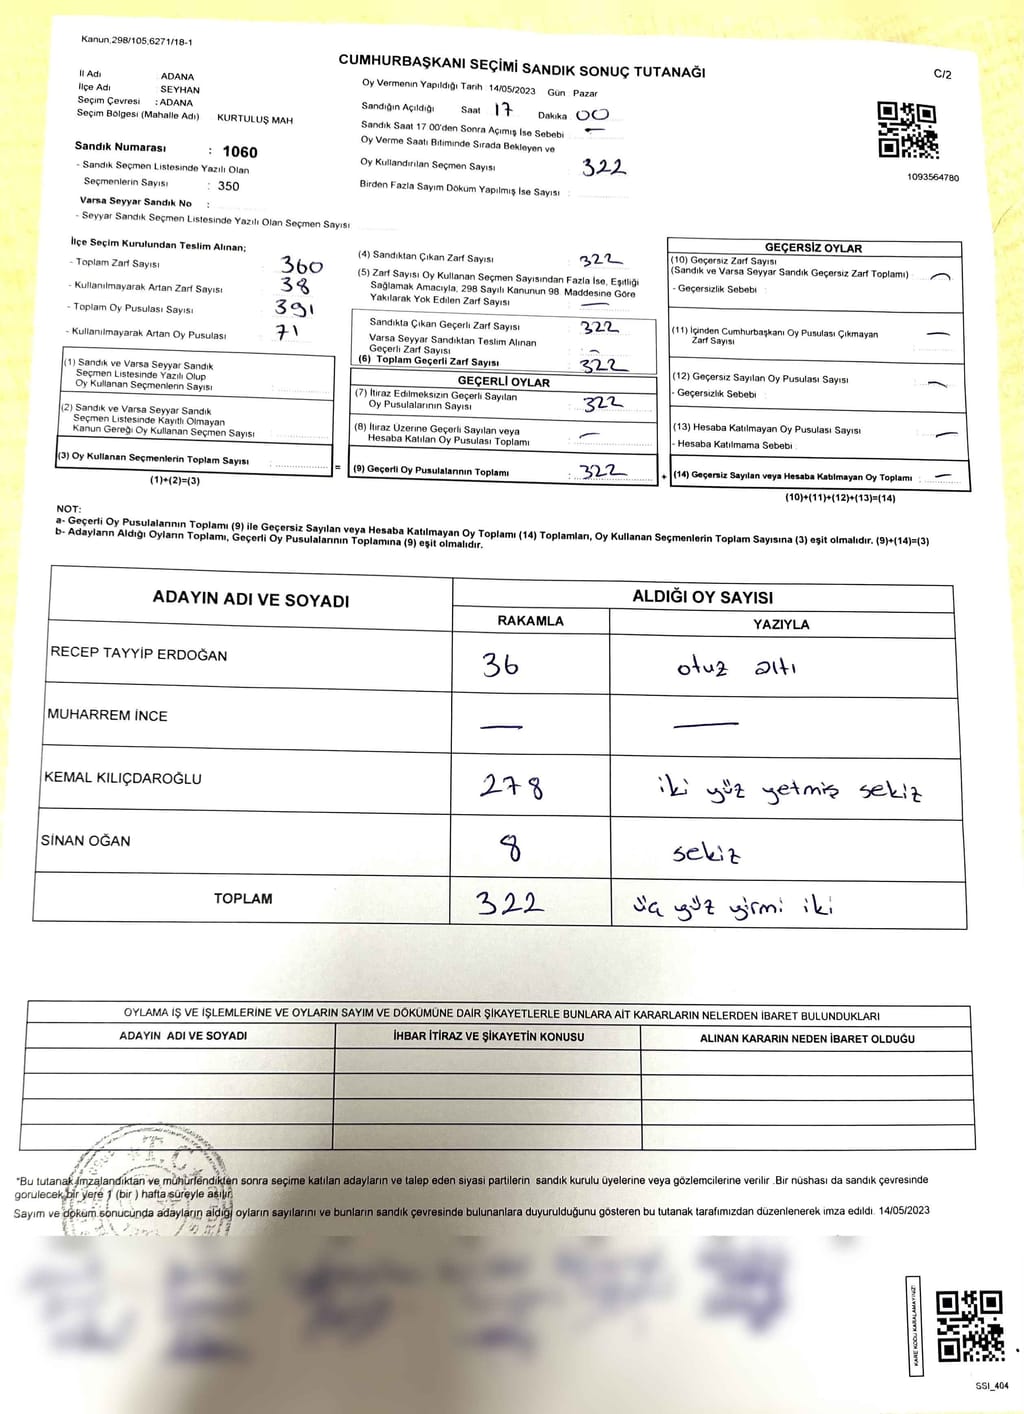 Kanun,298/105,6271/18-1
CUMHURBAŞKANI SEÇİMİ SANDIK SONUÇ TUTANAĞI
C/2
İl Adı : ADANA
İlçe Adı : SEYHAN
Seçim Çevresi : ADANA
Seçim Bölgesi (Mahalle Adı) KURTULUŞ MAH
Oy Vermenin Yapıldığı Tarih 14/05/2023 Gün Pazar
Sandığın Açıldığı Saat 17 Dakika 00
Sandık Saat 17 00'den Sonra Açımış İse Sebebi —
Oy Verme Saati Bitiminde Sırada Bekleyen ve
Oy Kullandırılan Seçmen Sayısı 322
Birden Fazla Sayım Döküm Yapılmış İse Sayısı :
1093564780
Sandık Numarası : 1060
- Sandık Seçmen Listesinde Yazılı Olan
Seçmenlerin Sayısı : 350
Varsa Seyyar Sandık No :
- Seyyar Sandık Seçmen Listesinde Yazılı Olan Seçmen Sayısı
İlçe Seçim Kurulundan Teslim Alınan;
- Toplam Zarf Sayısı 360
- Kullanılmayarak Artan Zarf Sayısı 38
- Toplam Oy Pusulası Sayısı 391
- Kullanılmayarak Artan Oy Pusulası 71
(1) Sandık ve Varsa Seyyar Sandık
Seçmen Listesinde Yazılı Olup
Oy Kullanan Seçmenlerin Sayısı :
(2) Sandık ve Varsa Seyyar Sandık
Seçmen Listesinde Kayıtlı Olmayan
Kanun Gereği Oy Kullanan Seçmen Sayısı :
(3) Oy Kullanan Seçmenlerin Toplam Sayısı :
(1)+(2)=(3)
=
(4) Sandıktan Çıkan Zarf Sayısı : 322
(5) Zarf Sayısı Oy Kullanan Seçmen Sayısından Fazla İse, Eşitliği
Sağlamak Amacıyla, 298 Sayılı Kanunun 98. Maddesine Göre
Yakılarak Yok Edilen Zarf Sayısı : —
Sandıkta Çıkan Geçerli Zarf Sayısı : 322
Varsa Seyyar Sandıktan Teslim Alınan
Geçerli Zarf Sayısı : —
(6) Toplam Geçerli Zarf Sayısı : 322
GEÇERLİ OYLAR
(7) İtiraz Edilmeksizin Geçerli Sayılan
Oy Pusulalarının Sayısı : 322
(8) İtiraz Üzerine Geçerli Sayılan veya
Hesaba Katılan Oy Pusulası Toplamı : —
(9) Geçerli Oy Pusulalarının Toplamı : 322
+
GEÇERSİZ OYLAR
(10) Geçersiz Zarf Sayısı
(Sandık ve Varsa Seyyar Sandık Geçersiz Zarf Toplamı) : —
- Geçersizlik Sebebi :
(11) İçinden Cumhurbaşkanı Oy Pusulası Çıkmayan
Zarf Sayısı : —
(12) Geçersiz Sayılan Oy Pusulası Sayısı : —
- Geçersizlik Sebebi :
(13) Hesaba Katılmayan Oy Pusulası Sayısı : —
- Hesaba Katılmama Sebebi :
(14) Geçersiz Sayılan veya Hesaba Katılmayan Oy Toplamı : —
(10)+(11)+(12)+(13)=(14)
NOT:
a- Geçerli Oy Pusulalarının Toplamı (9) ile Geçersiz Sayılan veya Hesaba Katılmayan Oy Toplamı (14) Toplamları, Oy Kullanan Seçmenlerin Toplam Sayısına (3) eşit olmalıdır. (9)+(14)=(3)
b- Adayların Aldığı Oyların Toplamı, Geçerli Oy Pusulalarının Toplamına (9) eşit olmalıdır.
ADAYIN ADI VE SOYADI ALDIĞI OY SAYISI
RAKAMLA YAZIYLA
RECEP TAYYİP ERDOĞAN 36 otuz altı
MUHARREM İNCE — —
KEMAL KILIÇDAROĞLU 278 iki yüz yetmiş sekiz
SİNAN OĞAN 8 sekiz
TOPLAM 322 üç yüz yirmi iki
OYLAMA İŞ VE İŞLEMLERİNE VE OYLARIN SAYIM VE DÖKÜMÜNE DAİR ŞİKAYETLERLE BUNLARA AİT KARARLARIN NELERDEN İBARET BULUNDUKLARI
ADAYIN ADI VE SOYADI İHBAR İTİRAZ VE ŞİKAYETİN KONUSU ALINAN KARARIN NEDEN İBARET OLDUĞU
T.C.
*Bu tutanak imzalandıktan ve mühürlendikten sonra seçime katılan adayların ve talep eden siyasi partilerin sandık kurulu üyelerine veya gözlemcilerine verilir .Bir nüshası da sandık çevresinde
görülecek bir yere 1 (bir ) hafta süreyle asılır.
Sayım ve döküm sonucunda adayların aldığı oyların sayılarını ve bunların sandık çevresinde bulunanlara duyurulduğunu gösteren bu tutanak tarafımızdan düzenlenerek imza edildi. 14/05/2023
KARE KODU KARALAMAYINIZ!
SSI_404